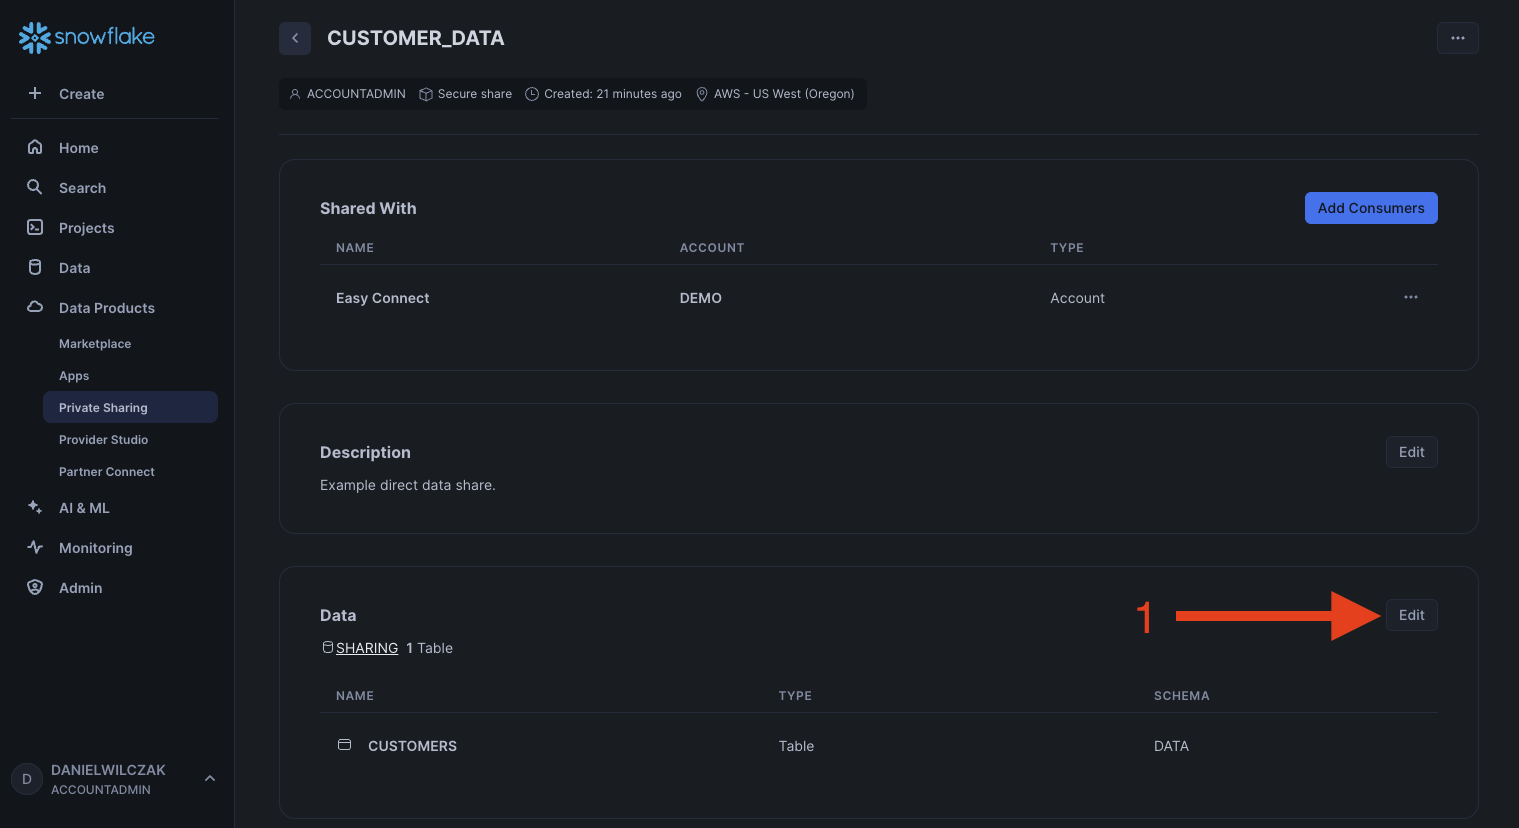 snowflake
Create
Home
Search
Projects
Data
Data Products
Marketplace
Apps
Private Sharing
Provider Studio
Partner Connect
AI & ML
Monitoring
Admin
D
DANIELWILCZAK
ACCOUNTADMIN
CUSTOMER_DATA
ACCOUNTADMIN Secure share Created: 21 minutes ago AWS - US West (Oregon)
Shared With Add Consumers
NAME ACCOUNT TYPE
Easy Connect DEMO Account
Description Edit
Example direct data share.
Data 1 Edit
SHARING 1 Table
NAME TYPE SCHEMA
CUSTOMERS Table DATA